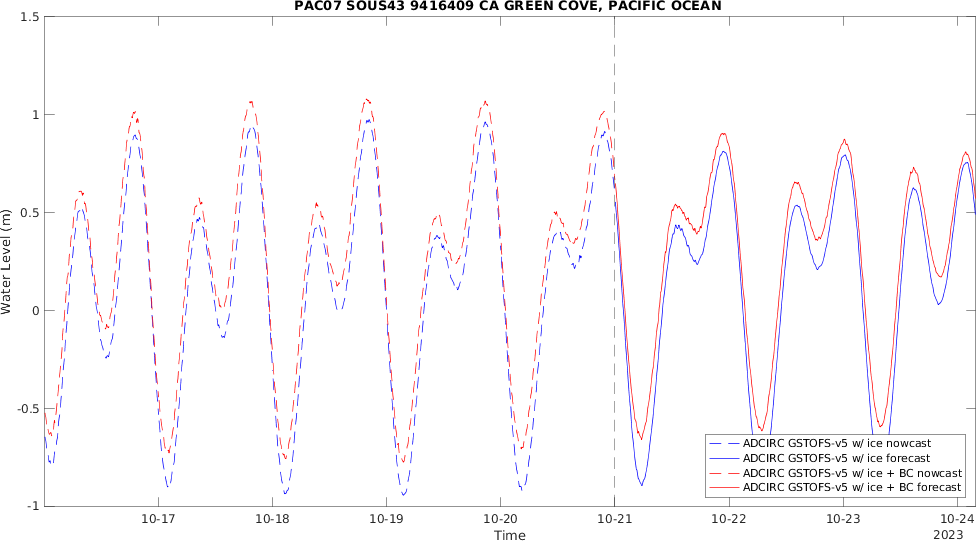 PAC07 SOUS43 9416409 CA GREEN COVE, PACIFIC OCEAN
1.5
1
0.5
0
-0.5
-1
Water Level (m)
10-17 10-18 10-19 10-20 10-21 10-22 10-23 10-24
Time
2023
ADCIRC GSTOFS-v5 w/ ice nowcast
ADCIRC GSTOFS-v5 w/ ice forecast
ADCIRC GSTOFS-v5 w/ ice + BC nowcast
ADCIRC GSTOFS-v5 w/ ice + BC forecast